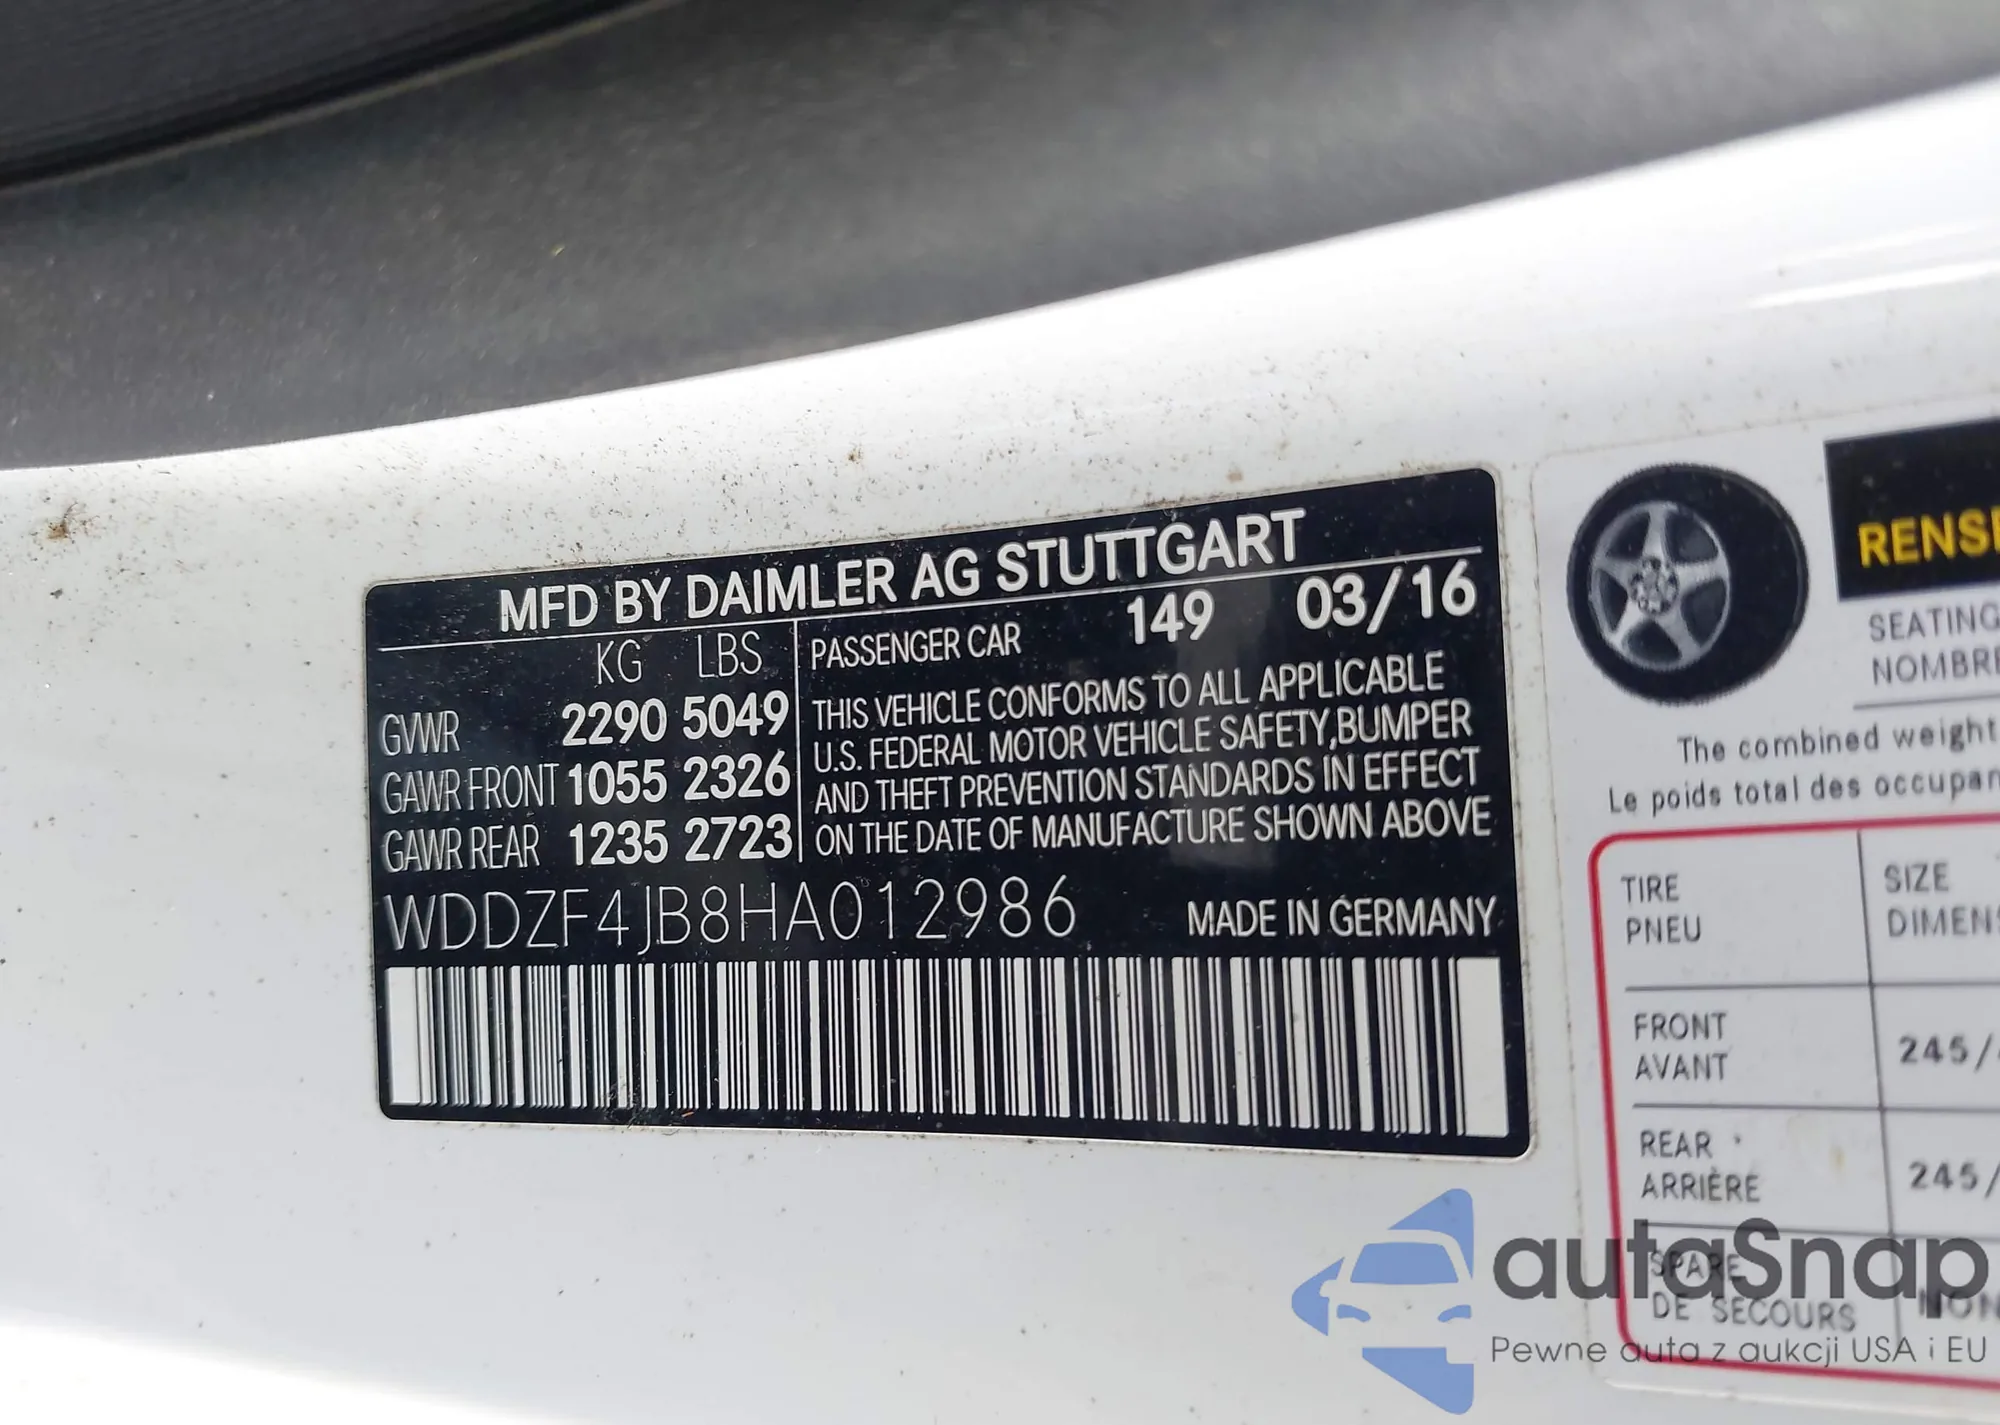 MFD BY DAIMLER AG STUTTGART
KG LBS
PASSENGER CAR 149 03/16
GVWR 2290 5049
GAWR FRONT 1055 2326
GAWR REAR 1235 2723
THIS VEHICLE CONFORMS TO ALL APPLICABLE
U.S. FEDERAL MOTOR VEHICLE SAFETY,BUMPER
AND THEFT PREVENTION STANDARDS IN EFFECT
ON THE DATE OF MANUFACTURE SHOWN ABOVE
WDDZF4JB8HA012986
MADE IN GERMANY
RENSE
SEATING
NOMBRE
The combined weight
Le poids total des occupan
TIRE
PNEU
SIZE
DIMENS
FRONT
AVANT
245/
REAR
ARRIÈRE
245/
SPARE
DE SECOURS
NON
autaSnap
Pewne auta z aukcji USA i EU